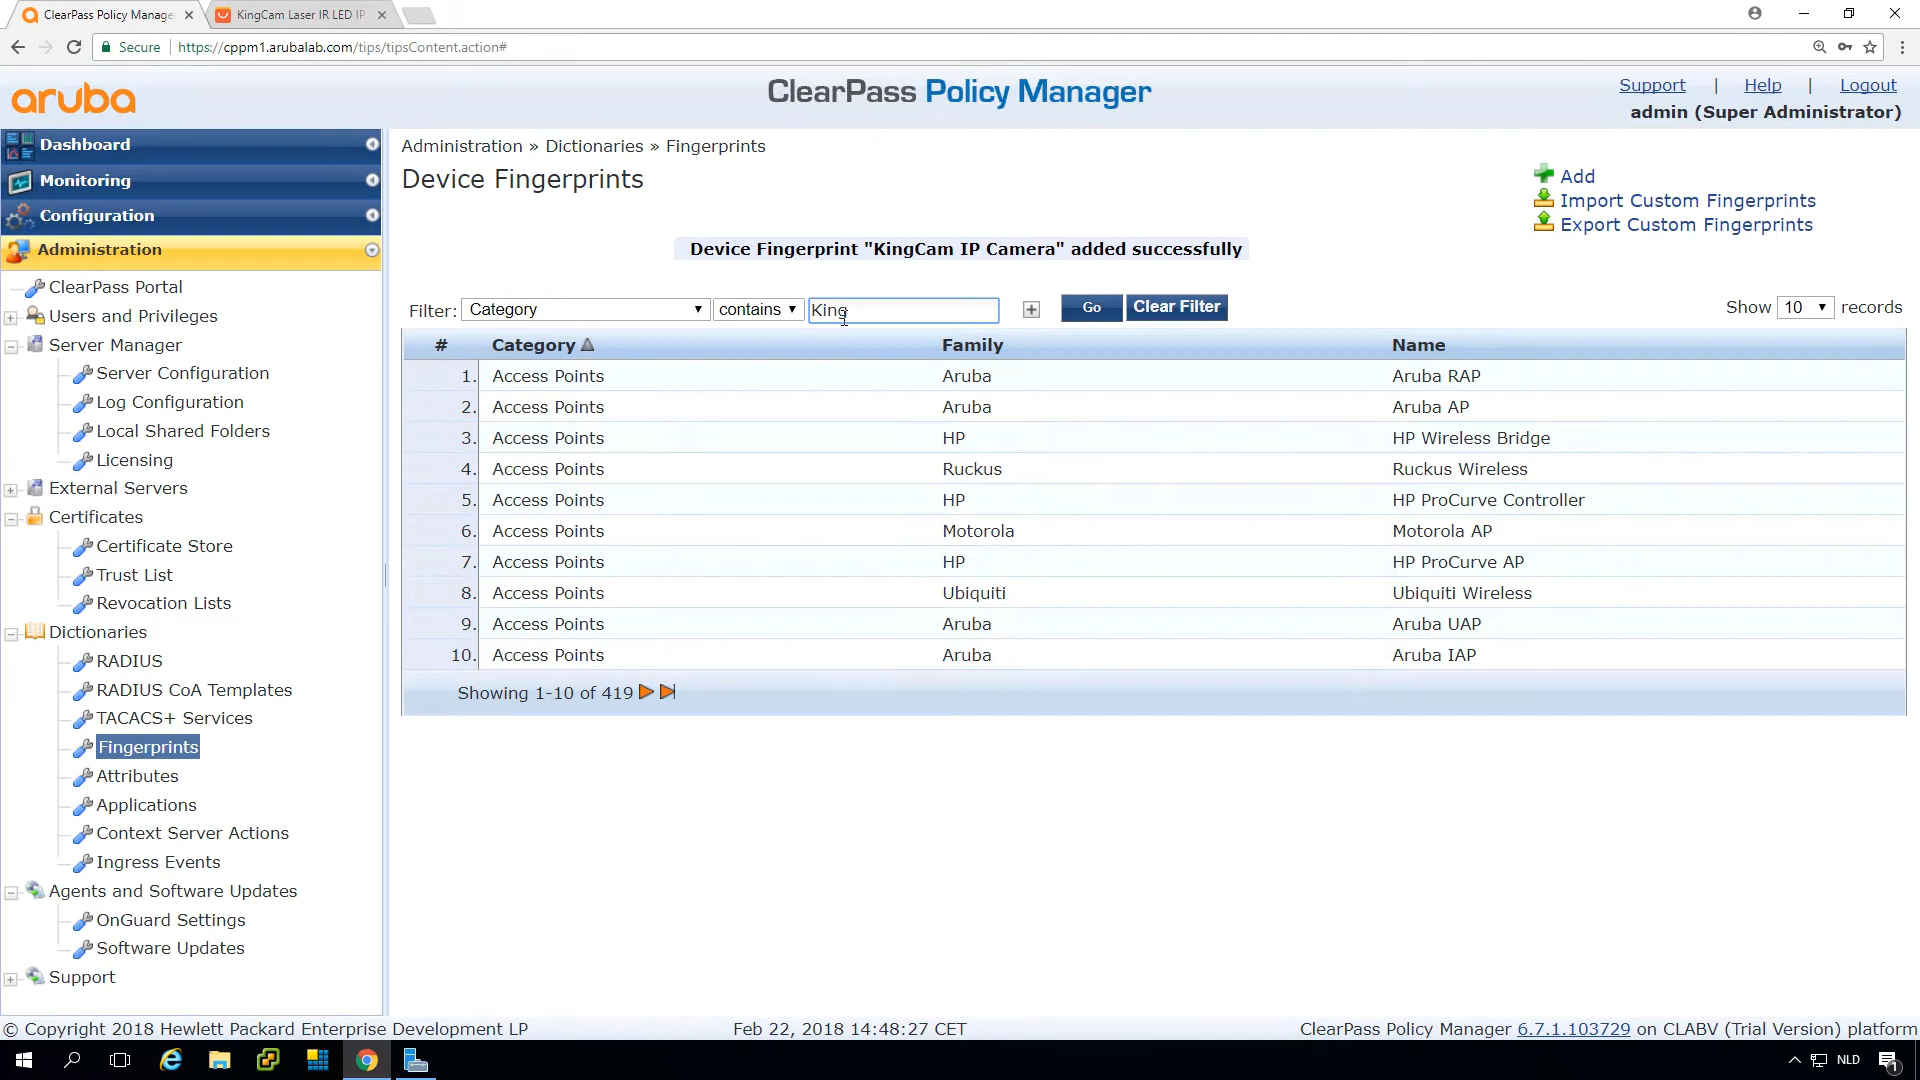 ClearPass Policy Manage
KingCam Laser IR LED IP
Secure https://cppm1.arubalab.com/tips/tipsContent.action#
aruba
ClearPass Policy Manager
Support | Help | Logout
admin (Super Administrator)
Dashboard
Monitoring
Configuration
Administration
ClearPass Portal
Users and Privileges
Server Manager
Server Configuration
Log Configuration
Local Shared Folders
Licensing
External Servers
Certificates
Certificate Store
Trust List
Revocation Lists
Dictionaries
RADIUS
RADIUS CoA Templates
TACACS+ Services
Fingerprints
Attributes
Applications
Context Server Actions
Ingress Events
Agents and Software Updates
OnGuard Settings
Software Updates
Support
Administration » Dictionaries » Fingerprints
Device Fingerprints
Add
Import Custom Fingerprints
Export Custom Fingerprints
Device Fingerprint "KingCam IP Camera" added successfully
Filter: Category contains King Go Clear Filter Show 10 records
# Category Family Name
1. Access Points Aruba Aruba RAP
2. Access Points Aruba Aruba AP
3. Access Points HP HP Wireless Bridge
4. Access Points Ruckus Ruckus Wireless
5. Access Points HP HP ProCurve Controller
6. Access Points Motorola Motorola AP
7. Access Points HP HP ProCurve AP
8. Access Points Ubiquiti Ubiquiti Wireless
9. Access Points Aruba Aruba UAP
10. Access Points Aruba Aruba IAP
Showing 1-10 of 419
© Copyright 2018 Hewlett Packard Enterprise Development LP Feb 22, 2018 14:48:27 CET ClearPass Policy Manager 6.7.1.103729 on CLABV (Trial Version) platform
NLD
1